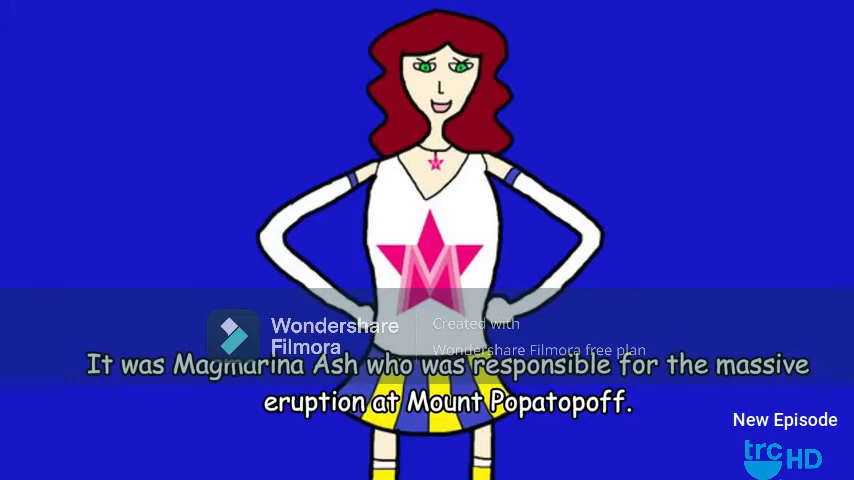 M
M
Wondershare
Filmora
Created with
Wondershare Filmora free plan
It was Magmarina Ash who was responsible for the massive
eruption at Mount Popatopoff.
New Episode
trc HD